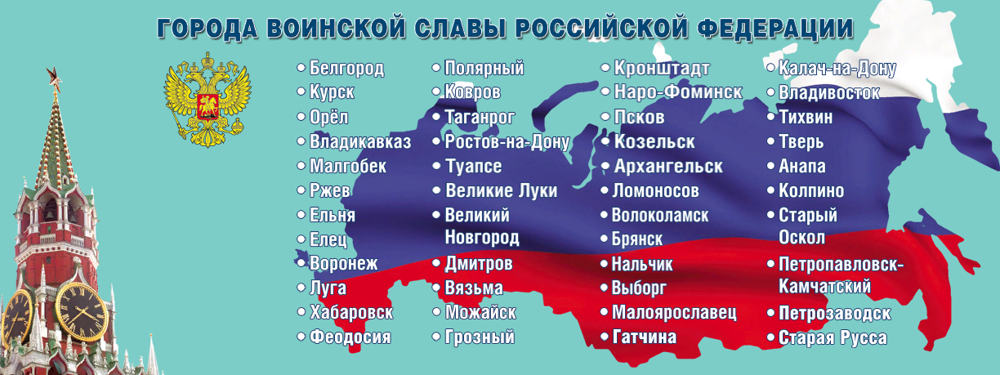 ГОРОДА ВОИНСКОЙ СЛАВЫ РОССИЙСКОЙ ФЕДЕРАЦИИ
• Белгород
• Курск
• Орёл
• Владикавказ
• Малгобек
• Ржев
• Ельня
• Елец
• Воронеж
• Луга
• Хабаровск
• Феодосия
• Полярный
• Ковров
• Таганрог
• Ростов-на-Дону
• Туапсе
• Великие Луки
• Великий
Новгород
• Дмитров
• Вязьма
• Можайск
• Грозный
• Кронштадт
• Наро-Фоминск
• Псков
• Козельск
• Архангельск
• Ломоносов
• Волоколамск
• Брянск
• Нальчик
• Выборг
• Малоярославец
• Гатчина
• Калач-на-Дону
• Владивосток
• Тихвин
• Тверь
• Анапа
• Колпино
• Старый
Оскол
• Петропавловск-
Камчатский
• Петрозаводск
• Старая Русса